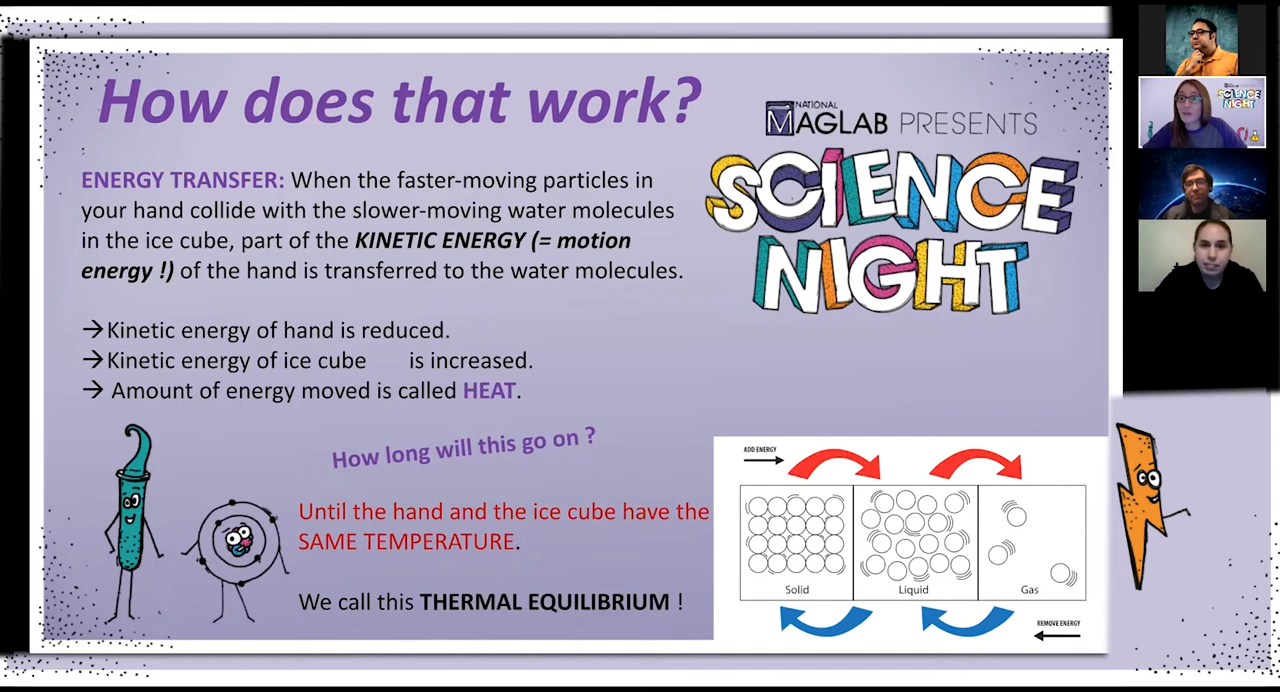 How does that work?
NATIONAL
MAGLAB PRESENTS
SCIENCE
NIGHT
ENERGY TRANSFER: When the faster-moving particles in
your hand collide with the slower-moving water molecules
in the ice cube, part of the KINETIC ENERGY (= motion
energy !) of the hand is transferred to the water molecules.
→Kinetic energy of hand is reduced.
→Kinetic energy of ice cube is increased.
→ Amount of energy moved is called HEAT.
How long will this go on ?
Until the hand and the ice cube have the
SAME TEMPERATURE.
We call this THERMAL EQUILIBRIUM !
ADD ENERGY
Solid
Liquid
Gas
REMOVE ENERGY
SCIENCE
NIGHT